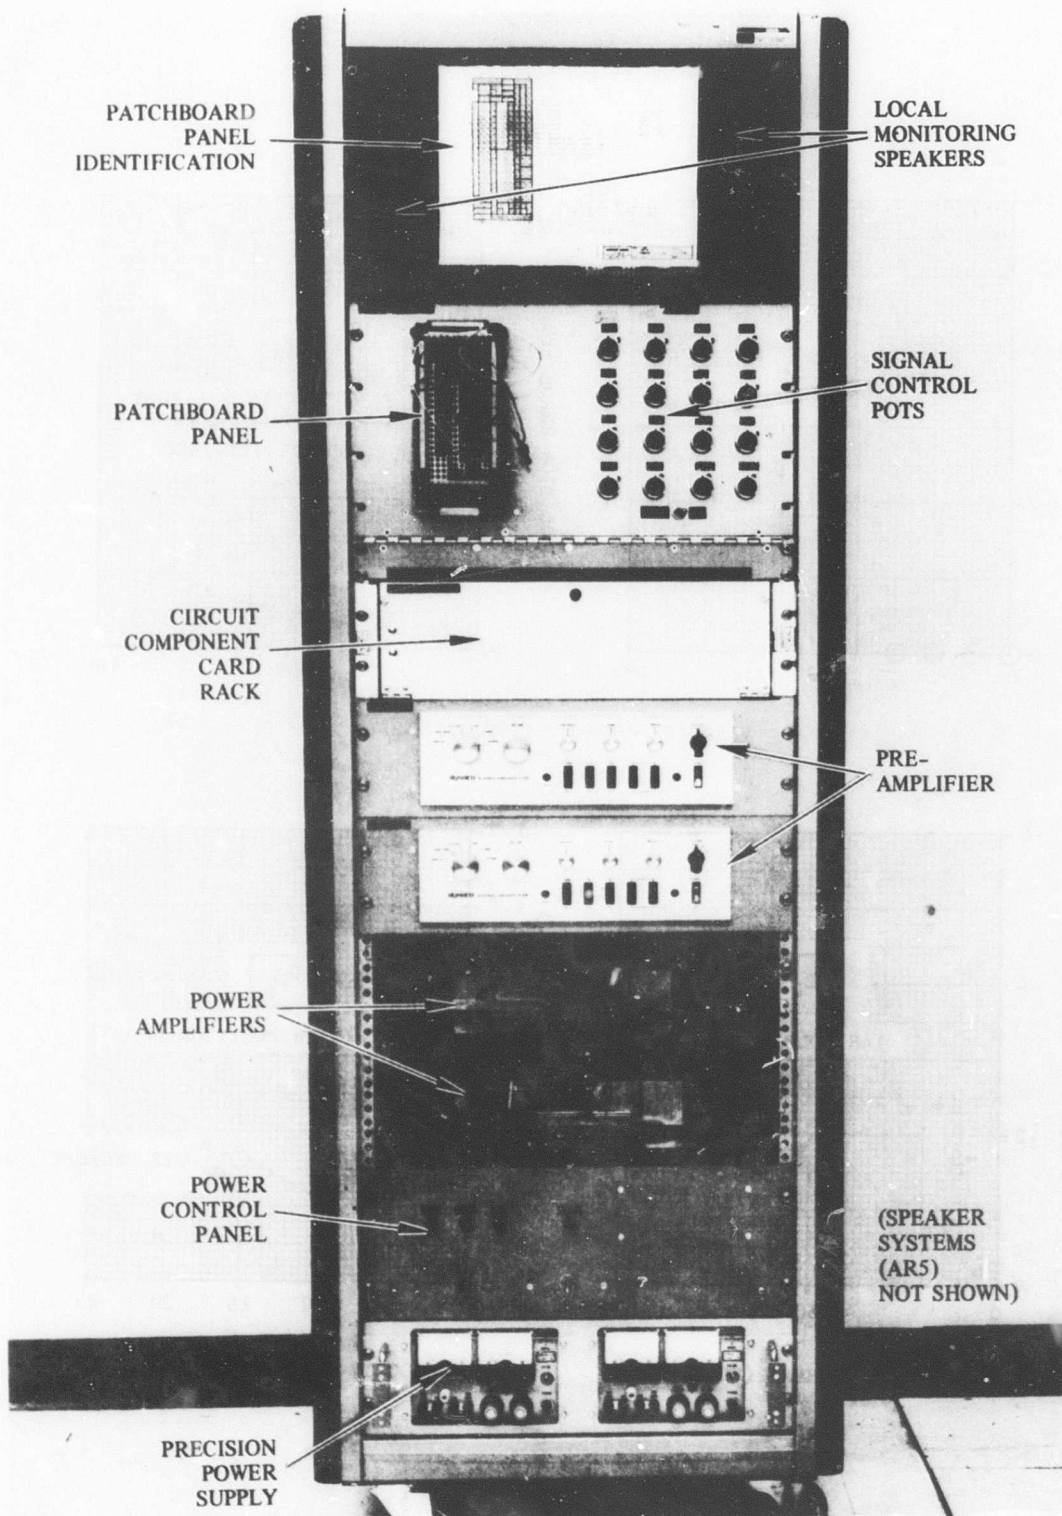 PATCHBOARD
PANEL
IDENTIFICATION
LOCAL
MONITORING
SPEAKERS
PATCHBOARD
PANEL
SIGNAL
CONTROL
POTS
CIRCUIT
COMPONENT
CARD
RACK
PRE-
AMPLIFIER
POWER
AMPLIFIERS
POWER
CONTROL
PANEL
(SPEAKER
SYSTEMS
(AR5)
NOT SHOWN)
PRECISION
POWER
SUPPLY